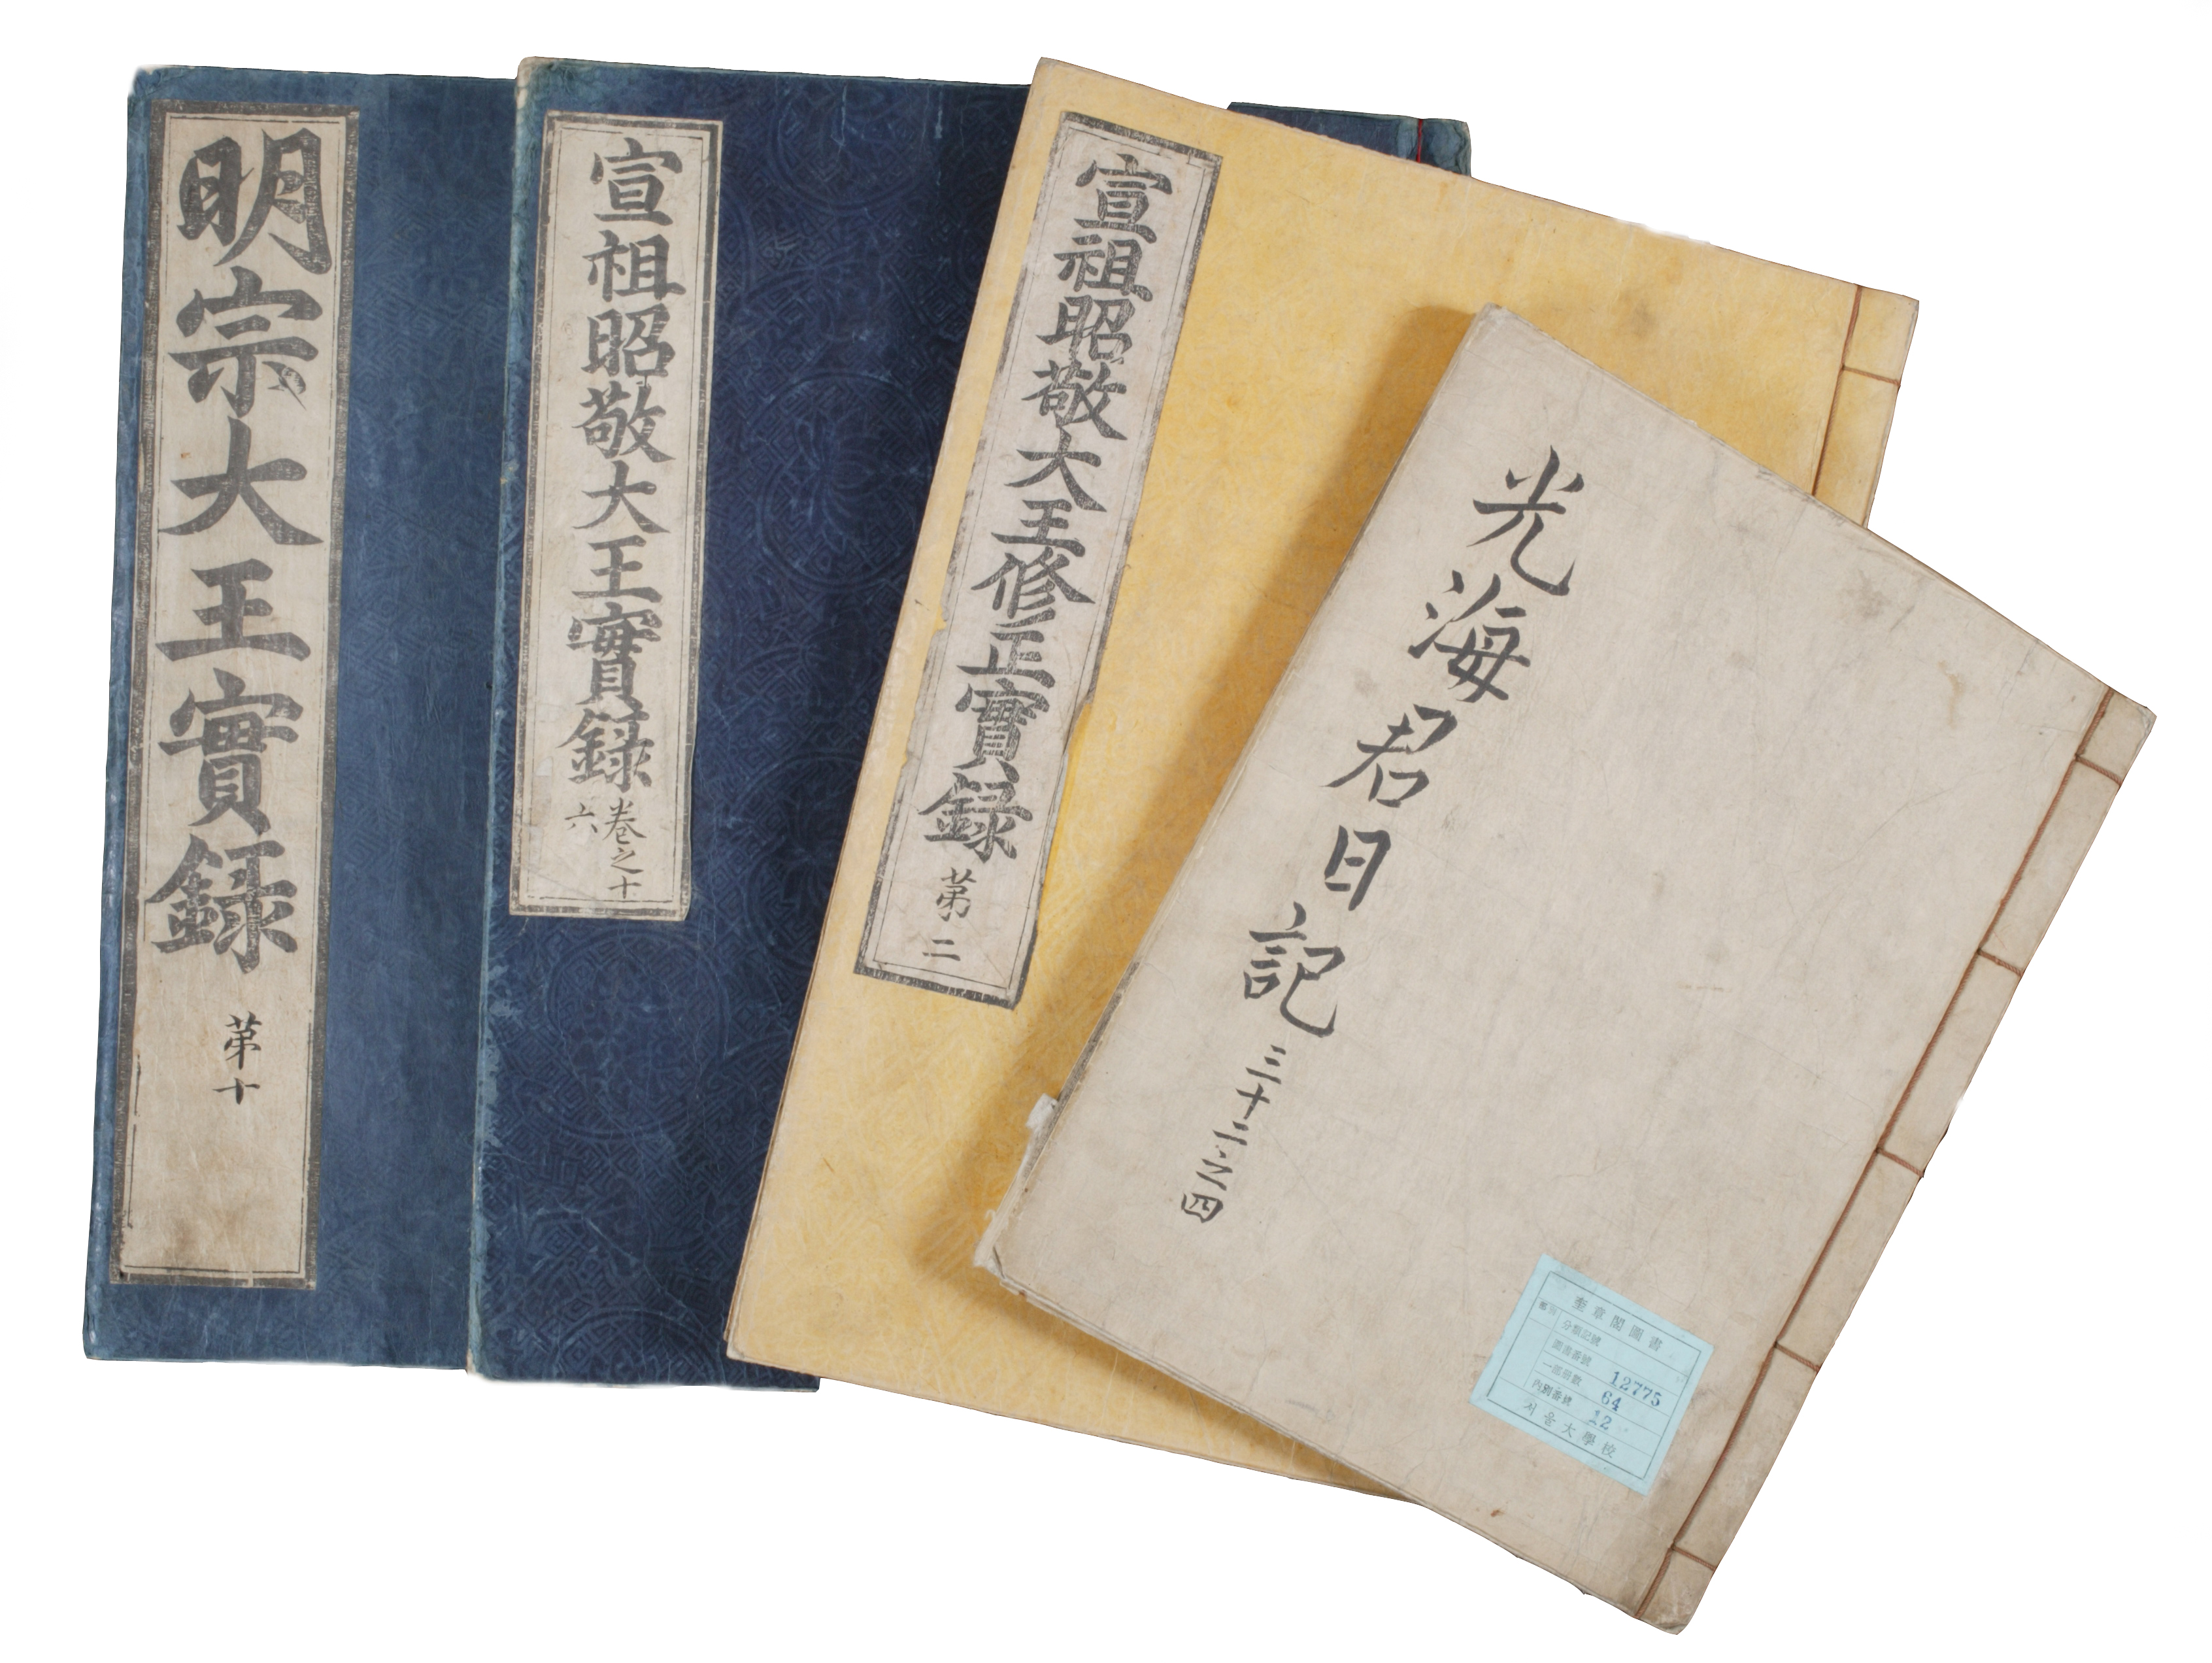 明宗大王實錄
第十
宣祖昭敬大王實錄
卷之十
六
宣祖昭敬大王修正實錄
第二
光海君日記
三十二之四
奎章閣圖書
分類記號
圖書番號 12775
一部冊數 64
內別番號 12
서울大學校